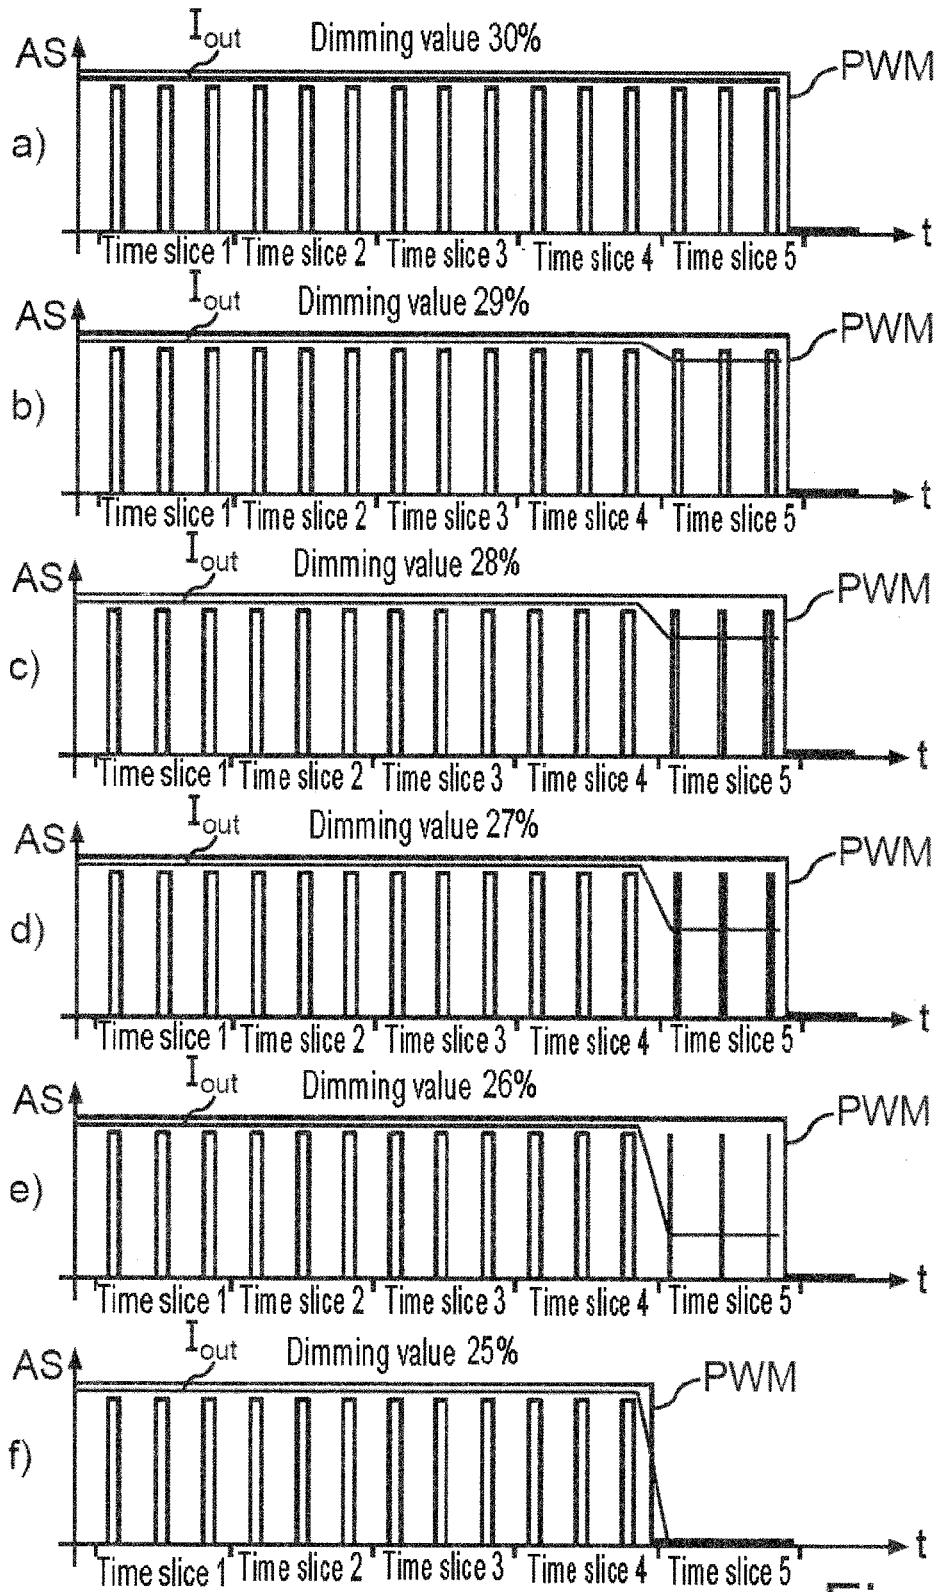 I_out Dimming value 30%
AS
PWM
a)
t
Time slice 1 Time slice 2 Time slice 3 Time slice 4 Time slice 5
I_out Dimming value 29%
AS
PWM
b)
t
Time slice 1 Time slice 2 Time slice 3 Time slice 4 Time slice 5
I_out Dimming value 28%
AS
PWM
c)
t
Time slice 1 Time slice 2 Time slice 3 Time slice 4 Time slice 5
I_out Dimming value 27%
AS
PWM
d)
t
Time slice 1 Time slice 2 Time slice 3 Time slice 4 Time slice 5
I_out Dimming value 26%
AS
PWM
e)
t
Time slice 1 Time slice 2 Time slice 3 Time slice 4 Time slice 5
I_out Dimming value 25%
AS
PWM
f)
t
Time slice 1 Time slice 2 Time slice 3 Time slice 4 Time slice 5